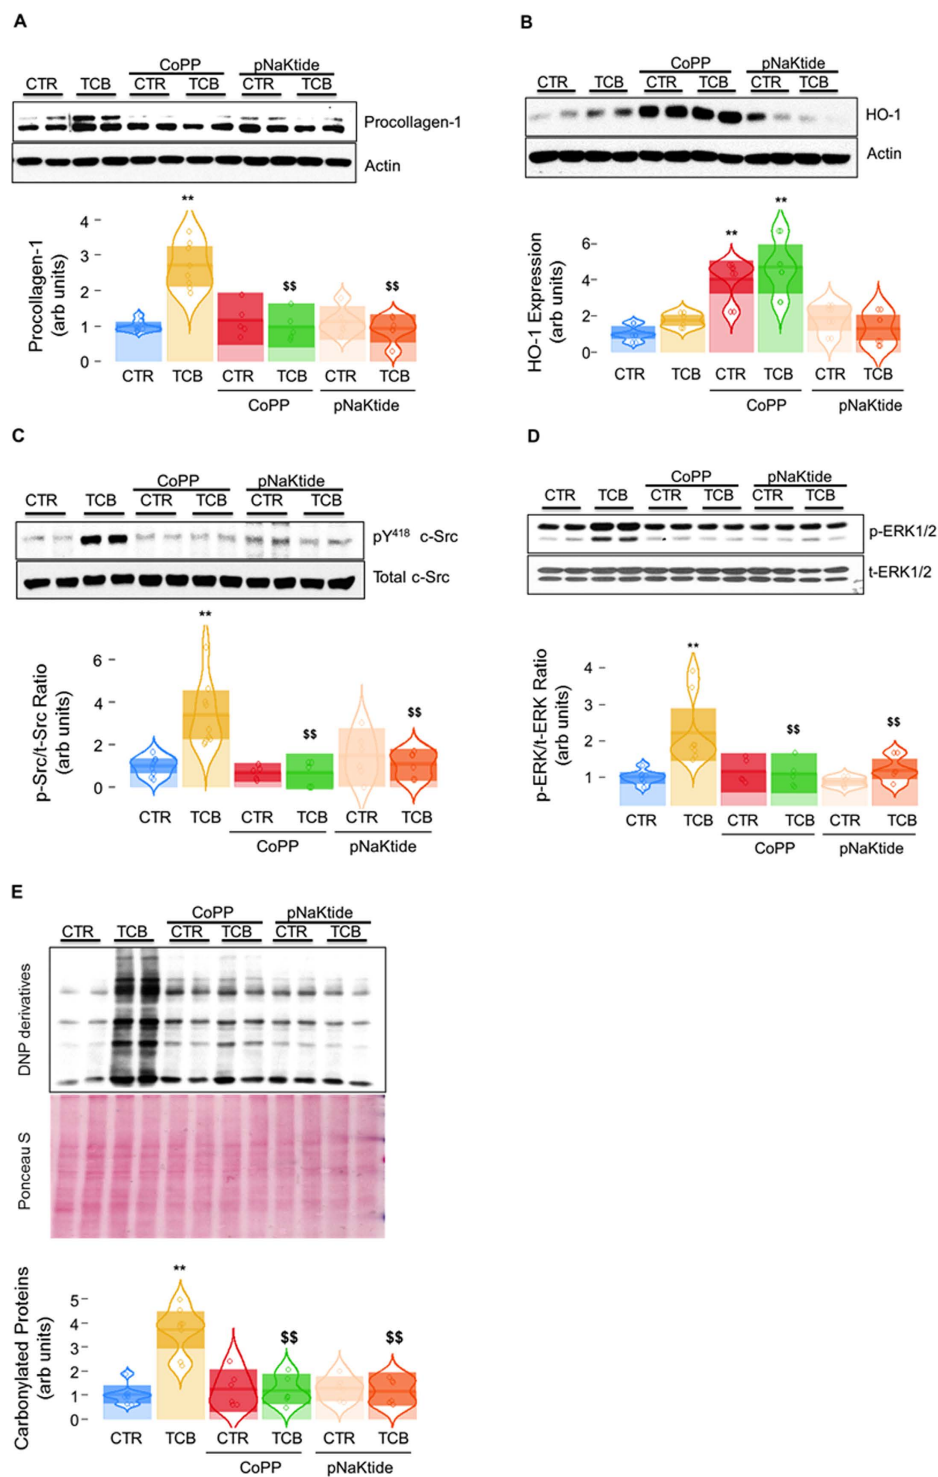 A
CoPP pNaKtide
CTR TCB CTR TCB CTR TCB
Procollagen-1
Actin
**
4
3
2
1
0
Procollagen-1
(arb units)
$$ $$
CTR TCB CTR TCB CTR TCB
CoPP pNaKtide
B
CoPP pNaKtide
CTR TCB CTR TCB CTR TCB
HO-1
Actin
** **
6
4
2
0
HO-1 Expression
(arb units)
CTR TCB CTR TCB CTR TCB
CoPP pNaKtide
C
CoPP pNaKtide
CTR TCB CTR TCB CTR TCB
pY418 c-Src
Total c-Src
**
6
4
2
0
p-Src/t-Src Ratio
(arb units)
$$ $$
CTR TCB CTR TCB CTR TCB
CoPP pNaKtide
D
CoPP pNaKtide
CTR TCB CTR TCB CTR TCB
p-ERK1/2
t-ERK1/2
**
4
3
2
1
p-ERK/t-ERK Ratio
(arb units)
$$ $$
CTR TCB CTR TCB CTR TCB
CoPP pNaKtide
E
CoPP pNaKtide
CTR TCB CTR TCB CTR TCB
DNP derivatives
Ponceau S
**
5
4
3
2
1
0
Carbonylated Proteins
(arb units)
$$ $$
CTR TCB CTR TCB CTR TCB
CoPP pNaKtide